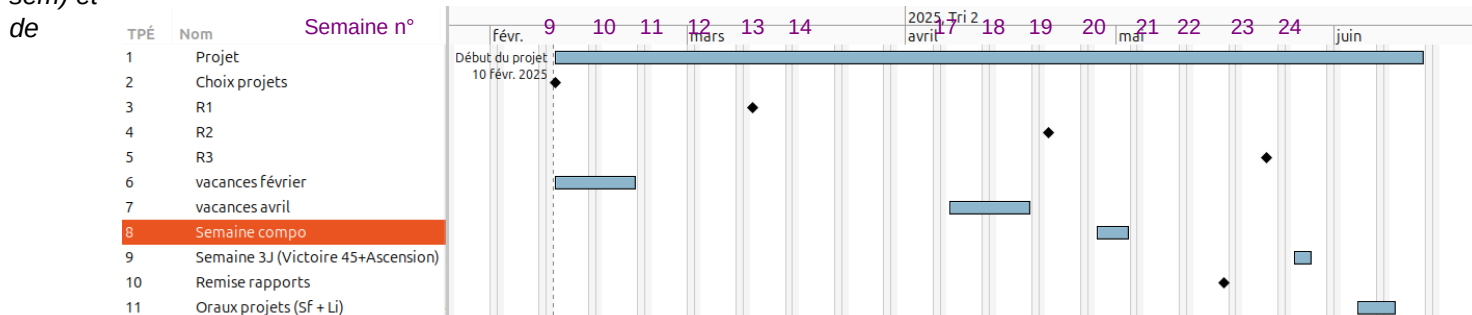 sem) et
de
TPÉ Nom Semaine n°
2025, Tri 2
févr. mars avril mai juin
9 10 11 12 13 14 17 18 19 20 21 22 23 24
1 Projet Début du projet
10 févr. 2025
2 Choix projets
3 R1
4 R2
5 R3
6 vacances février
7 vacances avril
8 Semaine compo
9 Semaine 3J (Victoire 45+Ascension)
10 Remise rapports
11 Oraux projets (Sf + Li)